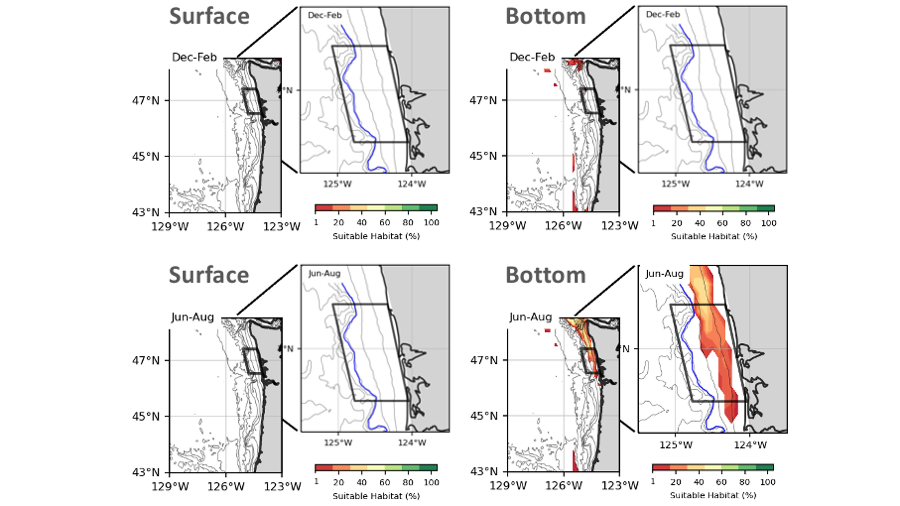 Surface
Dec-Feb
Dec-Feb
47°N
45°N
43°N
129°W 126°W 123°W
°N
125°W 124°W
1 20 40 60 80 100
Suitable Habitat (%)
Bottom
Dec-Feb
Dec-Feb
47°N
45°N
43°N
129°W 126°W 123°W
°N
125°W 124°W
1 20 40 60 80 100
Suitable Habitat (%)
Surface
Jun-Aug
Jun-Aug
47°N
45°N
43°N
129°W 126°W 123°W
°N
125°W 124°W
1 20 40 60 80 100
Suitable Habitat (%)
Bottom
Jun-Aug
Jun-Aug
47°N
45°N
43°N
129°W 126°W 123°W
°N
125°W 124°W
1 20 40 60 80 100
Suitable Habitat (%)